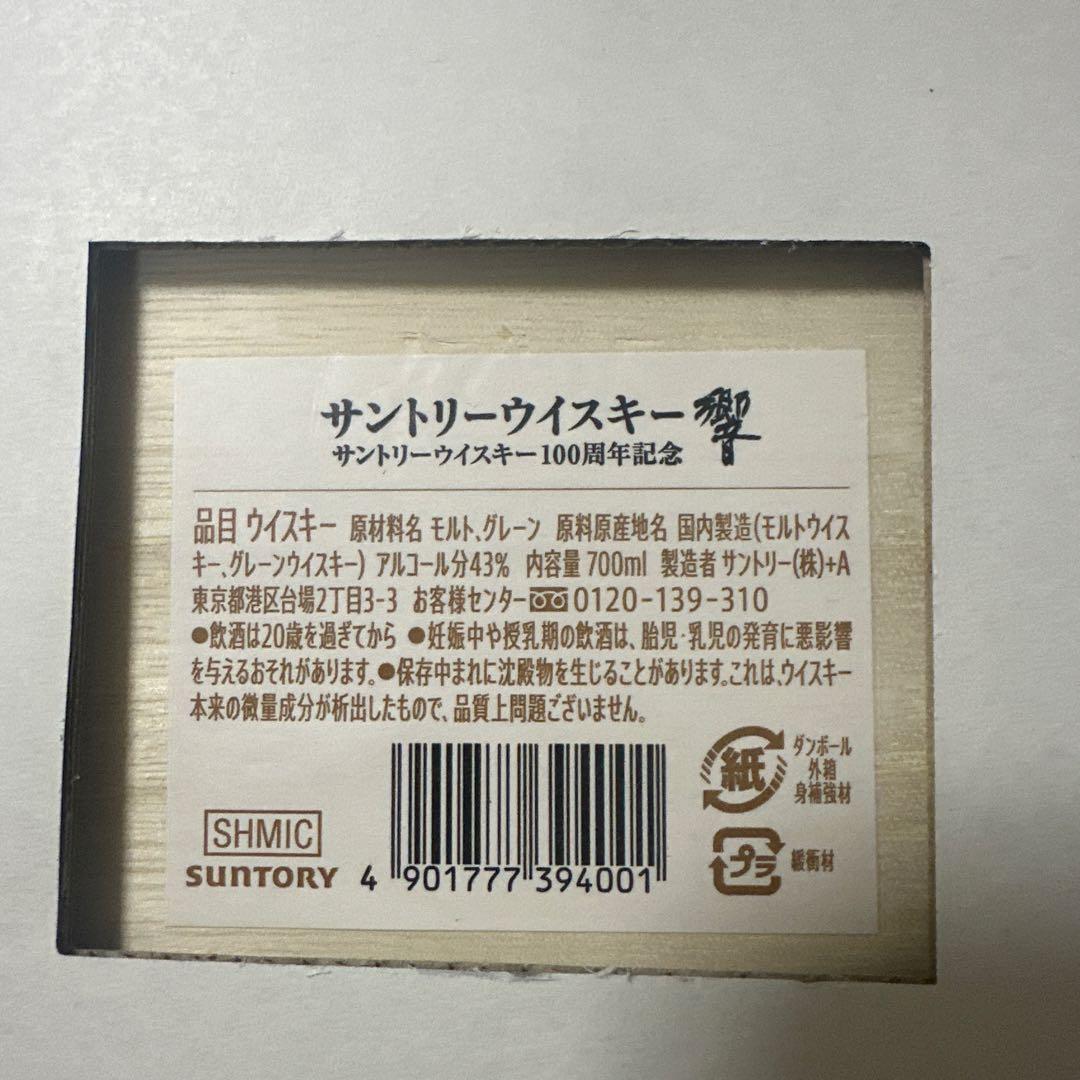 サントリーウイスキー 響
サントリーウイスキー100周年記念
品目 ウイスキー 原材料名 モルト、グレーン 原料原産地名 国内製造(モルトウイス
キー、グレーンウイスキー) アルコール分43% 内容量 700ml 製造者 サントリー(株)+A
東京都港区台場2丁目3-3 お客様センター 0120-139-310
●飲酒は20歳を過ぎてから ●妊娠中や授乳期の飲酒は、胎児・乳児の発育に悪影響
を与えるおそれがあります。●保存中まれに沈殿物を生じることがあります。これは、ウイスキー
本来の微量成分が析出したもので、品質上問題ございません。
紙
ダンボール
外箱
身補強材
プラ
緩衝材
SHMIC
SUNTORY
4 901777 394001